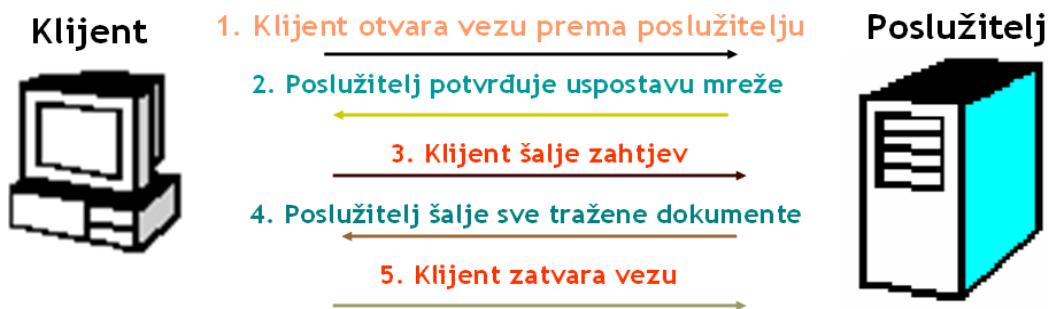 Klijent
1. Klijent otvara vezu prema poslužitelju
Poslužitelj
2. Poslužitelj potvrđuje uspostavu mreže
3. Klijent šalje zahtjev
4. Poslužitelj šalje sve tražene dokumente
5. Klijent zatvara vezu